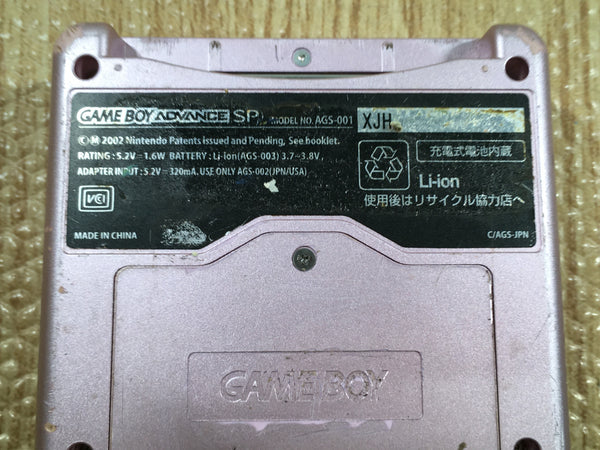 GAME BOY ADVANCE SP MODEL NO. AGS-001 XJH
© M 2002 Nintendo Patents issued and Pending, See booklet.
RATING : 5.2V⎓1.6W BATTERY : Li-ion(AGS-003) 3.7⎓3.8V,
ADAPTER INPUT : 5.2V⎓320mA. USE ONLY AGS-002(JPN/USA)
充電式電池内蔵
Li-ion
使用後はリサイクル協力店へ
VCI
MADE IN CHINA
C/AGS-JPN
GAME BOY